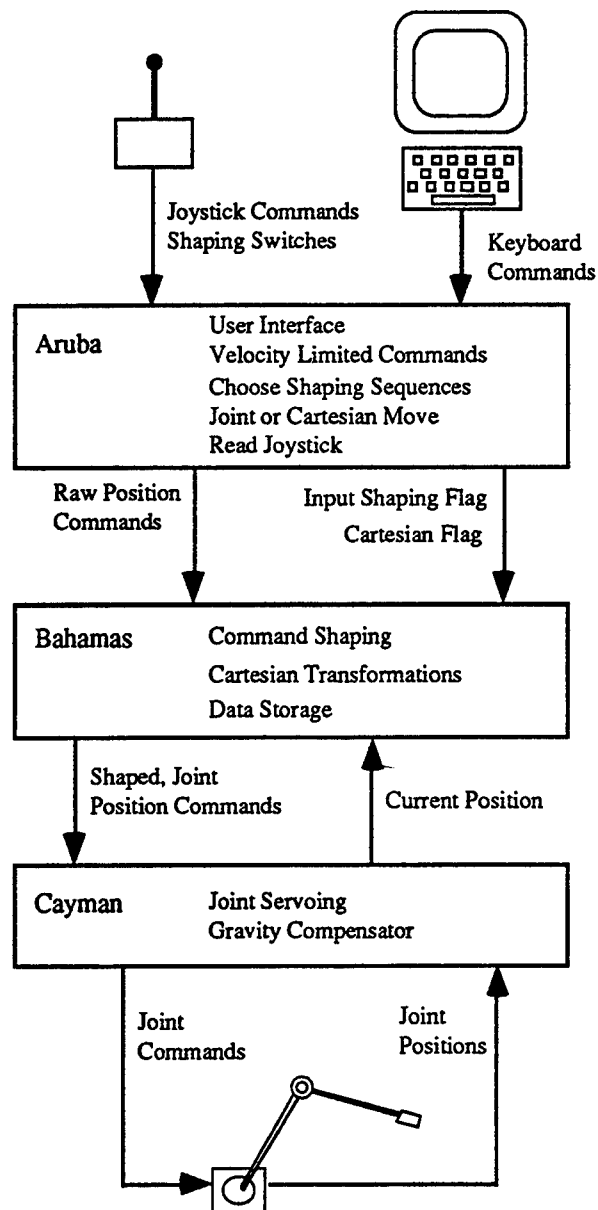 Joystick Commands
Shaping Switches
Keyboard
Commands
Aruba
User Interface
Velocity Limited Commands
Choose Shaping Sequences
Joint or Cartesian Move
Read Joystick
Raw Position
Commands
Input Shaping Flag
Cartesian Flag
Bahamas
Command Shaping
Cartesian Transformations
Data Storage
Shaped, Joint
Position Commands
Current Position
Cayman
Joint Servoing
Gravity Compensator
Joint
Commands
Joint
Positions